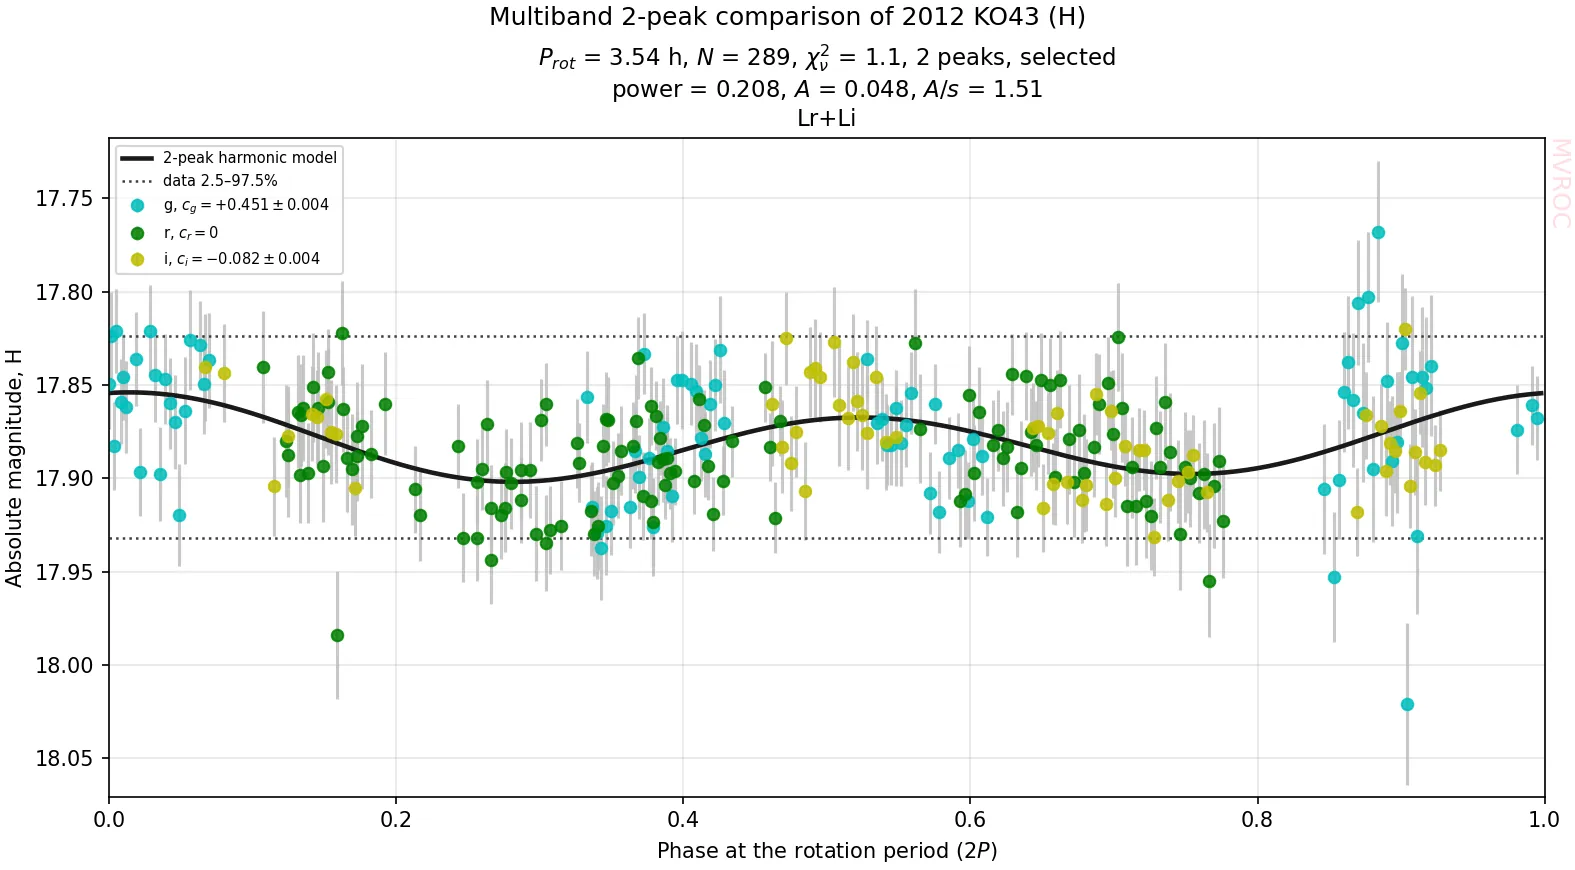 Multiband 2-peak comparison of 2012 KO43 (H)
P_rot = 3.54 h, N = 289, χ²_ν = 1.1, 2 peaks, selected
power = 0.208, A = 0.048, A/s = 1.51
Lr+Li
MVROC
2-peak harmonic model
data 2.5–97.5%
g, c_g = +0.451 ± 0.004
r, c_r = 0
i, c_i = −0.082 ± 0.004
Absolute magnitude, H
17.75
17.80
17.85
17.90
17.95
18.00
18.05
0.0 0.2 0.4 0.6 0.8 1.0
Phase at the rotation period (2P)